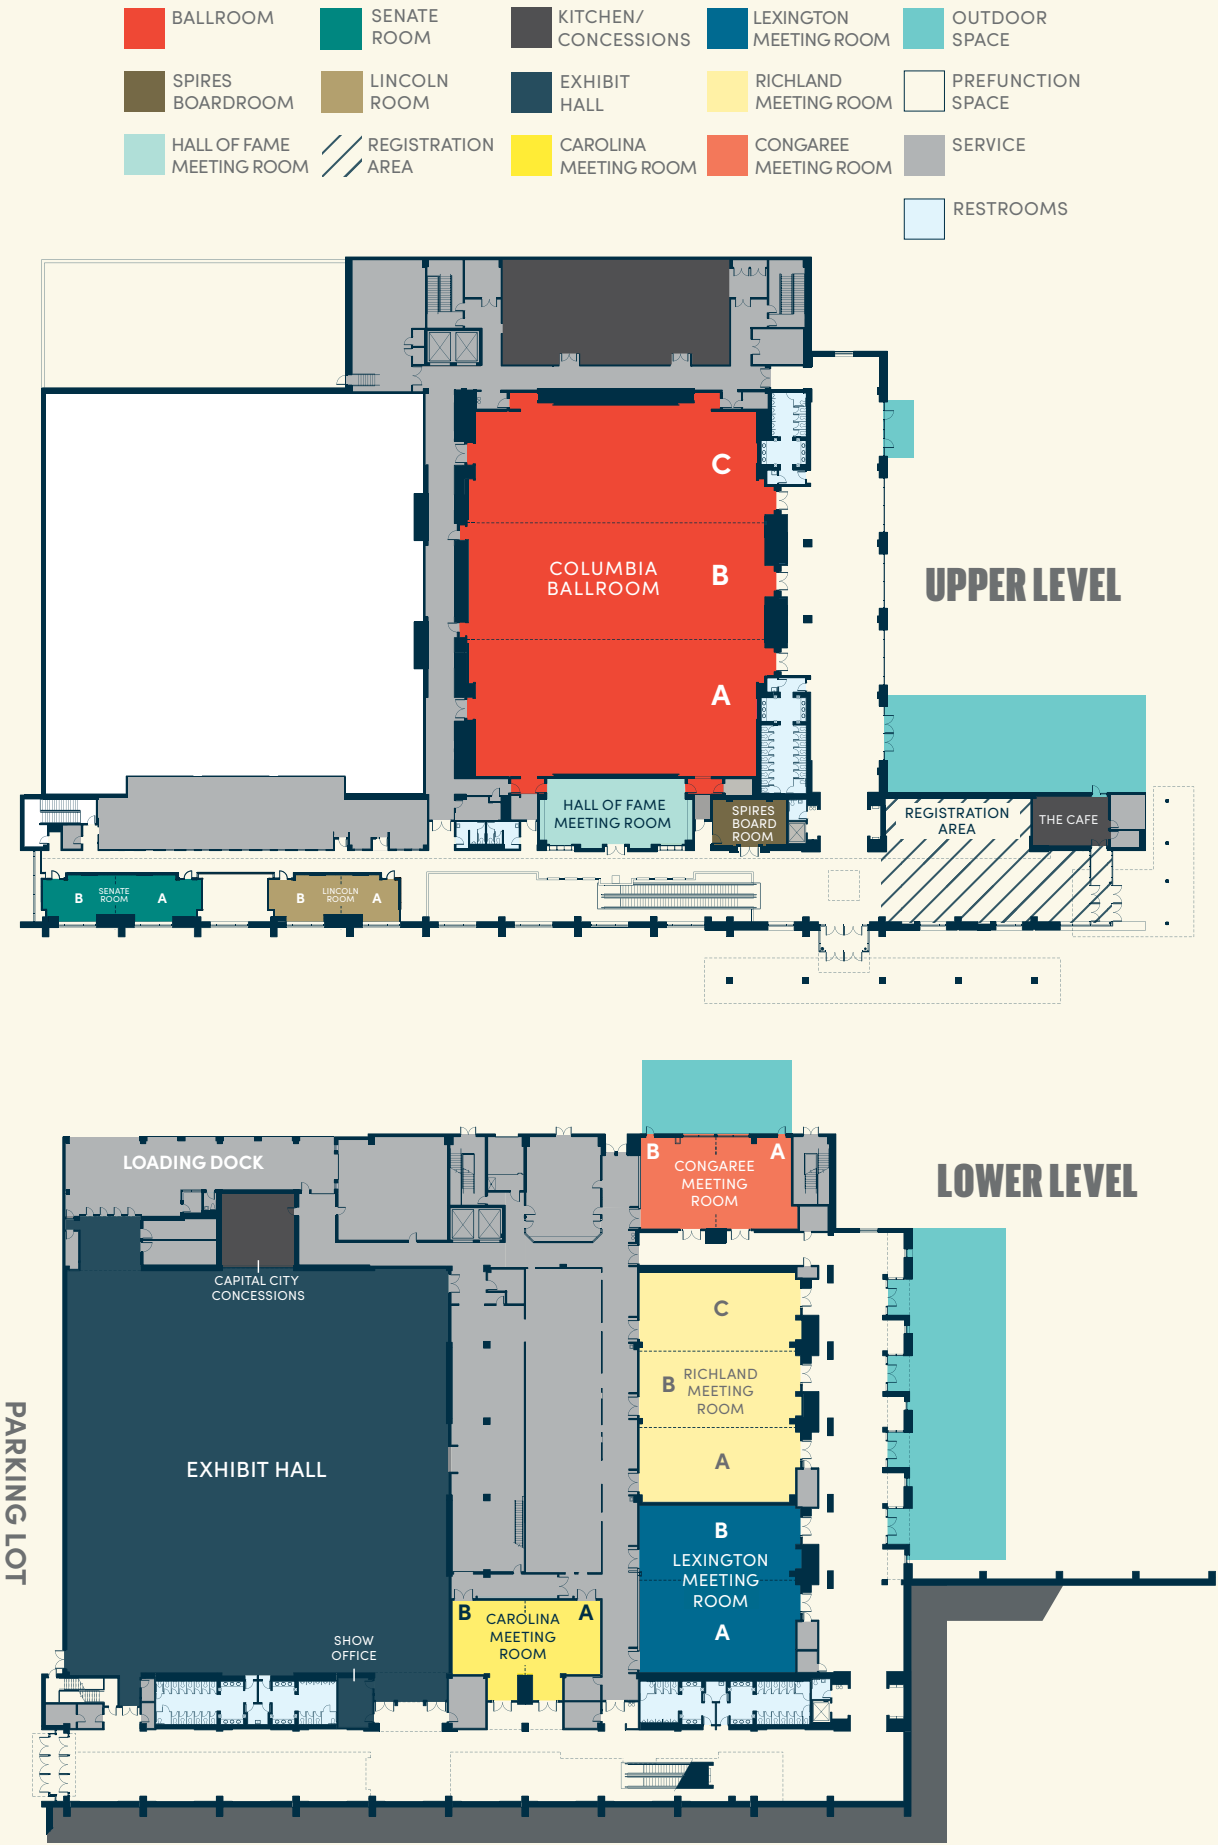 BALLROOM
SENATE
ROOM
KITCHEN/
CONCESSIONS
LEXINGTON
MEETING ROOM
OUTDOOR
SPACE
SPIRES
BOARDROOM
LINCOLN
ROOM
EXHIBIT
HALL
RICHLAND
MEETING ROOM
PREFUNCTION
SPACE
HALL OF FAME
MEETING ROOM
REGISTRATION
AREA
CAROLINA
MEETING ROOM
CONGAREE
MEETING ROOM
SERVICE
RESTROOMS
C
COLUMBIA
BALLROOM
B
A
UPPER LEVEL
HALL OF FAME
MEETING ROOM
SPIRES
BOARD
ROOM
REGISTRATION
AREA
THE CAFE
B
SENATE
ROOM
A
B
LINCOLN
ROOM
A
LOWER LEVEL
LOADING DOCK
B
A
CONGAREE
MEETING
ROOM
CAPITAL CITY
CONCESSIONS
C
B
RICHLAND
MEETING
ROOM
A
PARKING LOT
EXHIBIT HALL
B
LEXINGTON
MEETING
ROOM
A
B
A
CAROLINA
MEETING
ROOM
SHOW
OFFICE